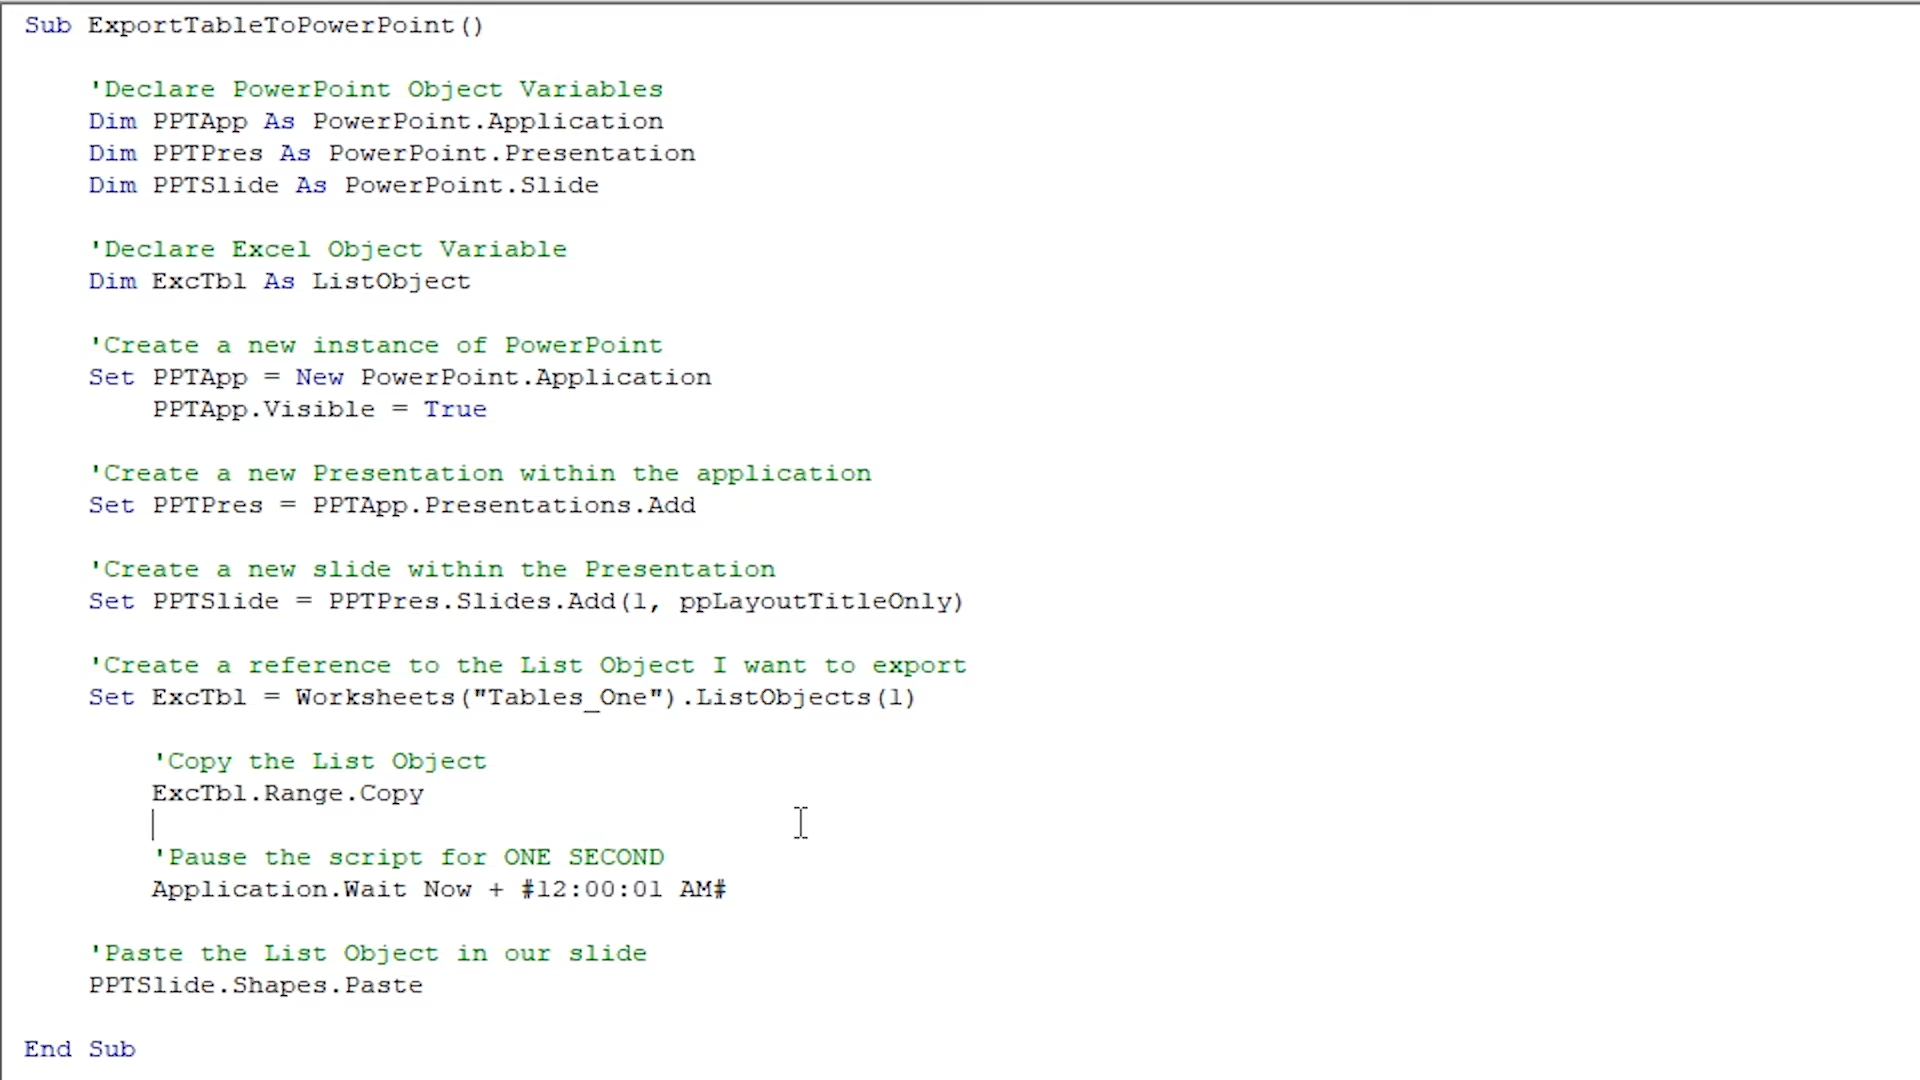 Sub ExportTableToPowerPoint()
'Declare PowerPoint Object Variables
Dim PPTApp As PowerPoint.Application
Dim PPTPres As PowerPoint.Presentation
Dim PPTSlide As PowerPoint.Slide
'Declare Excel Object Variable
Dim ExcTbl As ListObject
'Create a new instance of PowerPoint
Set PPTApp = New PowerPoint.Application
PPTApp.Visible = True
'Create a new Presentation within the application
Set PPTPres = PPTApp.Presentations.Add
'Create a new slide within the Presentation
Set PPTSlide = PPTPres.Slides.Add(1, ppLayoutTitleOnly)
'Create a reference to the List Object I want to export
Set ExcTbl = Worksheets("Tables_One").ListObjects(1)
'Copy the List Object
ExcTbl.Range.Copy
'Pause the script for ONE SECOND
Application.Wait Now + #12:00:01 AM#
'Paste the List Object in our slide
PPTSlide.Shapes.Paste
End Sub